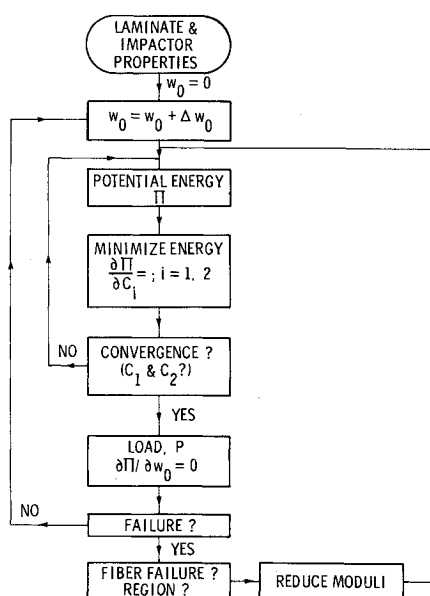 LAMINATE &
IMPACTOR
PROPERTIES
w₀ = 0
w₀ = w₀ + Δ w₀
POTENTIAL ENERGY
Π
MINIMIZE ENERGY
∂Π/∂Cᵢ = ; i = 1, 2
NO
CONVERGENCE ?
(C₁ & C₂?)
YES
LOAD, P
∂Π/ ∂w₀ = 0
NO
FAILURE ?
YES
FIBER FAILURE ?
REGION ?
REDUCE MODULI